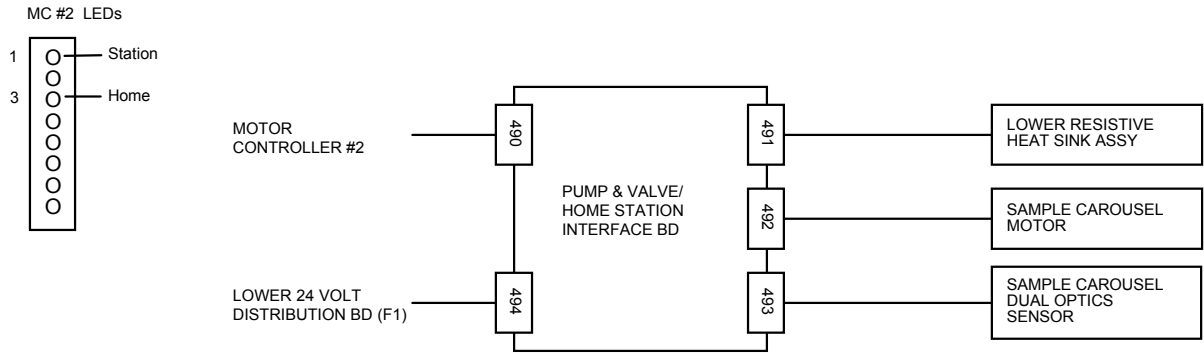 MC #2 LEDs
1
Station
3
Home
MOTOR
CONTROLLER #2
490
491
LOWER RESISTIVE
HEAT SINK ASSY
PUMP & VALVE/
HOME STATION
INTERFACE BD
492
SAMPLE CAROUSEL
MOTOR
LOWER 24 VOLT
DISTRIBUTION BD (F1)
494
493
SAMPLE CAROUSEL
DUAL OPTICS
SENSOR